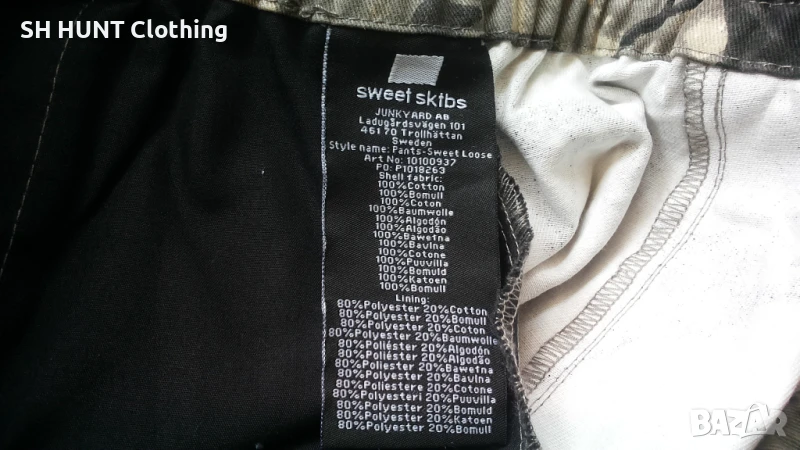 SH HUNT Clothing
sweet sktbs
JUNKYARD AB
Ladugårdsvägen 101
461 70 Trollhättan
Sweden
Style name: Pants-Sweet Loose
Art No: 10100937
PO: P1018263
Shell fabric:
100%Cotton
100%Bomull
100%Coton
100%Baumwolle
100%Algodón
100%Algodão
100%Bawełna
100%Bavlna
100%Cotone
100%Puuvilla
100%Bomuld
100%Katoen
100%Bomull
Lining:
80%Polyester 20%Cotton
80%Polyester 20%Bomull
80%Polyester 20%Coton
80%Polyester 20%Baumwolle
80%Poliéster 20%Algodón
80%Poliéster 20%Algodão
80%Poliester 20%Bawełna
80%Polyester 20%Bavlna
80%Poliestere 20%Cotone
80%Polyesteri 20%Puuvilla
80%Polyester 20%Bomuld
80%Polyester 20%Katoen
80%Polyester 20%Bomull
BAZAR